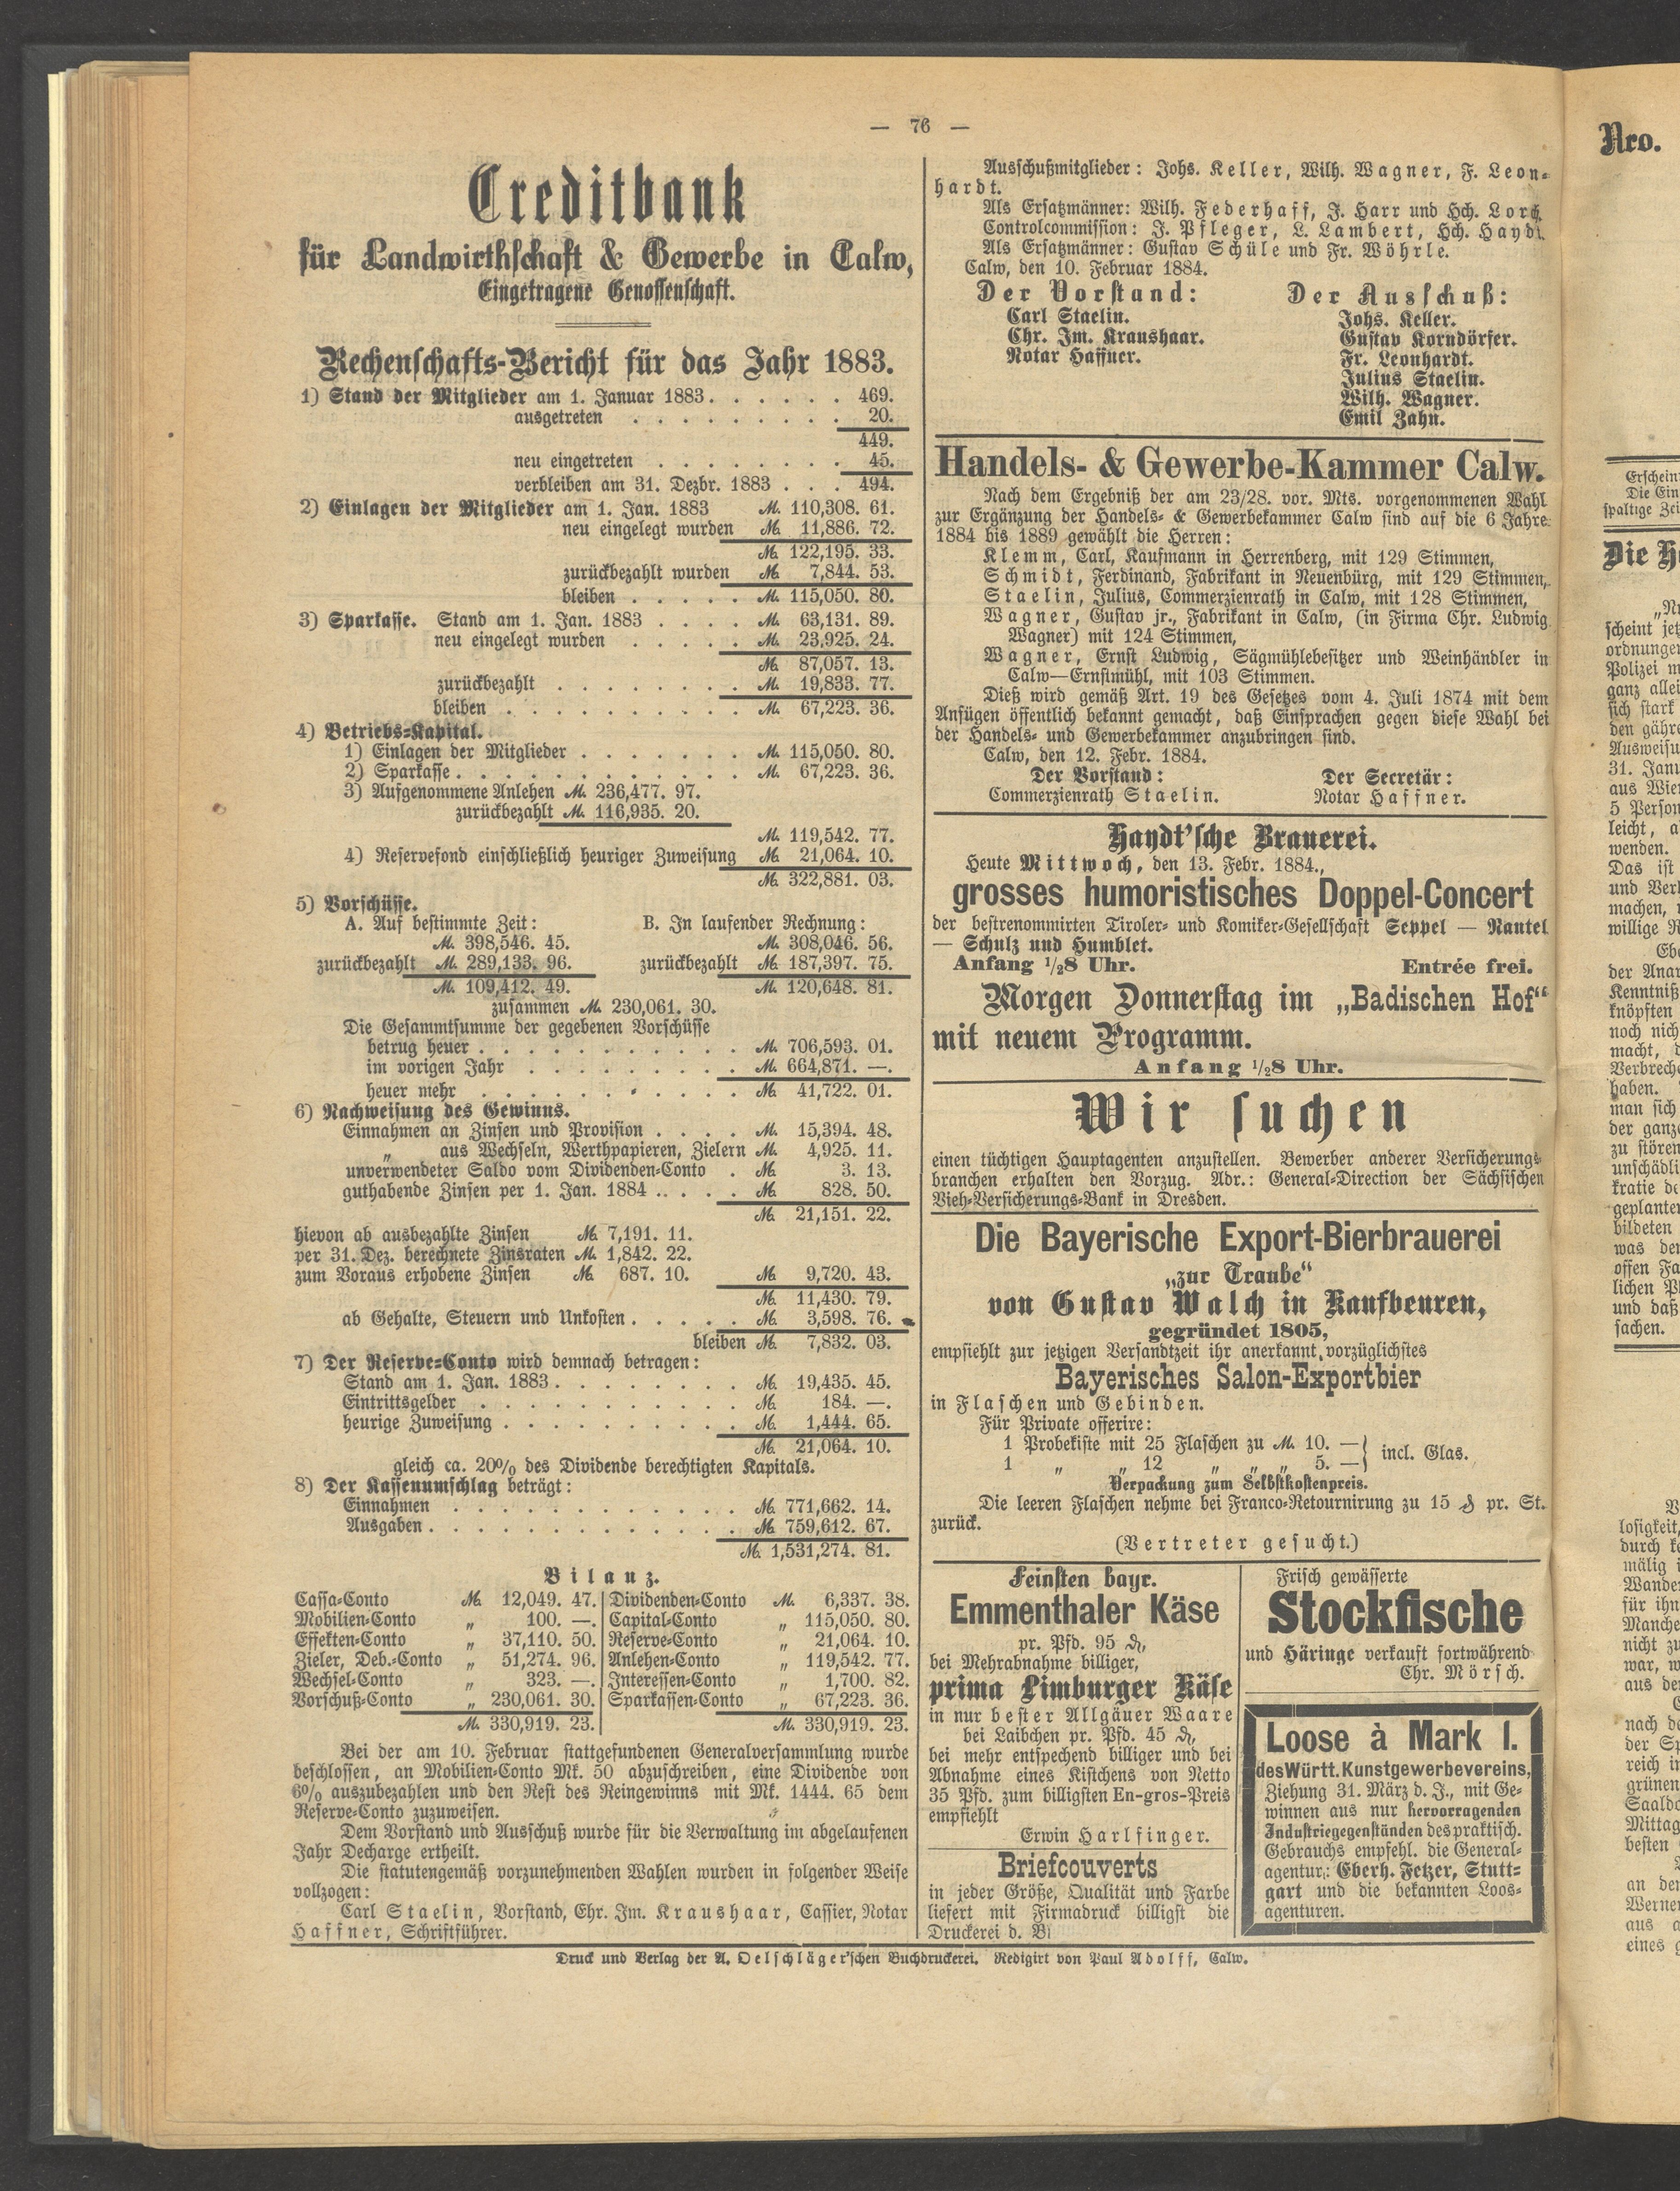 — 76 —
Creditbank
für Landwirthschaft & Gewerbe in Calw,
Eingetragene Genossenschaft.
Rechenschafts-Bericht für das Jahr 1883.
1) Stand der Mitglieder am 1. Januar 1883 . . . . . . 469.
ausgetreten . . . . . . . . . 20.
449.
neu eingetreten . . . . . . . . 45.
verbleiben am 31. Dezbr. 1883 . . . 494.
2) Einlagen der Mitglieder am 1. Jan. 1883 M. 110,308. 61.
neu eingelegt wurden M. 11,886. 72.
M. 122,195. 33.
zurückbezahlt wurden M. 7,844. 53.
bleiben . . . . . M. 115,050. 80.
3) Sparkasse. Stand am 1. Jan. 1883 . . . . M. 63,131. 89.
neu eingelegt wurden . . . . . M. 23,925. 24.
M. 87,057. 13.
zurückbezahlt . . . . . . . . M. 19,833. 77.
bleiben . . . . . . . . . . M. 67,223. 36.
4) Betriebs-Kapital.
1) Einlagen der Mitglieder . . . . . . . M. 115,050. 80.
2) Sparkasse . . . . . . . . . . . . M. 67,223. 36.
3) Aufgenommene Anlehen M. 236,477. 97.
zurückbezahlt M. 116,935. 20.
M. 119,542. 77.
4) Reservefond einschließlich heuriger Zuweisung M. 21,064. 10.
M. 322,881. 03.
5) Vorschüsse.
A. Auf bestimmte Zeit: B. In laufender Rechnung:
M. 398,546. 45. M. 308,046. 56.
zurückbezahlt M. 289,133. 96. zurückbezahlt M. 187,397. 75.
M. 109,412. 49. M. 120,648. 81.
zusammen M. 230,061. 30.
Die Gesammtsumme der gegebenen Vorschüsse
betrug heuer . . . . . . . . . . . M. 706,593. 01.
im vorigen Jahr . . . . . . . . . M. 664,871. —.
heuer mehr . . . . . . . . . . . M. 41,722. 01.
6) Nachweisung des Gewinns.
Einnahmen an Zinsen und Provision . . . . M. 15,394. 48.
„ aus Wechseln, Werthpapieren, Zielern M. 4,925. 11.
unverwendeter Saldo vom Dividenden-Conto . M. 3. 13.
guthabende Zinsen per 1. Jan. 1884 . . . . . M. 828. 50.
M. 21,151. 22.
hievon ab ausbezahlte Zinsen M. 7,191. 11.
per 31. Dez. berechnete Zinsraten M. 1,842. 22.
zum Voraus erhobene Zinsen M. 687. 10. M. 9,720. 43.
M. 11,430. 79.
ab Gehalte, Steuern und Unkosten . . . . . M. 3,598. 76.
bleiben M. 7,832. 03.
7) Der Reserve-Conto wird demnach betragen:
Stand am 1. Jan. 1883 . . . . . . . . M. 19,435. 45.
Eintrittsgelder . . . . . . . . . . . M. 184. —.
heurige Zuweisung . . . . . . . . . . M. 1,444. 65.
M. 21,064. 10.
gleich ca. 20% des Dividende berechtigten Kapitals.
8) Der Kassenumschlag beträgt:
Einnahmen . . . . . . . . . . . . M. 771,662. 14.
Ausgaben . . . . . . . . . . . . . M. 759,612. 67.
M. 1,531,274. 81.
Bilanz.
Cassa-Conto M. 12,049. 47. Dividenden-Conto M. 6,337. 38.
Mobilien-Conto „ 100. —. Capital-Conto „ 115,050. 80.
Effekten-Conto „ 37,110. 50. Reserve-Conto „ 21,064. 10.
Zieler, Deb.-Conto „ 51,274. 96. Anlehen-Conto „ 119,542. 77.
Wechsel-Conto „ 323. —. Interessen-Conto „ 1,700. 82.
Vorschuß-Conto „ 230,061. 30. Sparkassen-Conto „ 67,223. 36.
M. 330,919. 23. M. 330,919. 23.
Bei der am 10. Februar stattgefundenen Generalversammlung wurde
beschlossen, an Mobilien-Conto Mk. 50 abzuschreiben, eine Dividende von
6% auszubezahlen und den Rest des Reingewinns mit Mk. 1444. 65 dem
Reserve-Conto zuzuweisen.
Dem Vorstand und Ausschuß wurde für die Verwaltung im abgelaufenen
Jahr Decharge ertheilt.
Die statutengemäß vorzunehmenden Wahlen wurden in folgender Weise
vollzogen:
Carl Staelin, Vorstand, Chr. Im. Kraushaar, Cassier, Notar
Haffner, Schriftführer.
Ausschußmitglieder: Johs. Keller, Wilh. Wagner, F. Leon-
hardt.
Als Ersatzmänner: Wilh. Federhaff, J. Harr und Hch. Lorch.
Controlcommission: J. Pfleger, L. Lambert, Hch. Haydt.
Als Ersatzmänner: Gustav Schüle und Fr. Wöhrle.
Calw, den 10. Februar 1884.
Der Vorstand: Der Ausschuß:
Carl Staelin. Johs. Keller.
Chr. Im. Kraushaar. Gustav Korndörfer.
Notar Haffner. Fr. Leonhardt.
Julius Staelin.
Wilh. Wagner.
Emil Zahn.
Handels- & Gewerbe-Kammer Calw.
Nach dem Ergebniß der am 23/28. vor. Mts. vorgenommenen Wahl
zur Ergänzung der Handels- & Gewerbekammer Calw sind auf die 6 Jahre
1884 bis 1889 gewählt die Herren:
Klemm, Carl, Kaufmann in Herrenberg, mit 129 Stimmen,
Schmidt, Ferdinand, Fabrikant in Neuenbürg, mit 129 Stimmen,
Staelin, Julius, Commerzienrath in Calw, mit 128 Stimmen,
Wagner, Gustav jr., Fabrikant in Calw, (in Firma Chr. Ludwig
Wagner) mit 124 Stimmen,
Wagner, Ernst Ludwig, Sägmühlebesitzer und Weinhändler in
Calw—Ernstmühl, mit 103 Stimmen.
Dieß wird gemäß Art. 19 des Gesetzes vom 4. Juli 1874 mit dem
Anfügen öffentlich bekannt gemacht, daß Einsprachen gegen diese Wahl bei
der Handels- und Gewerbekammer anzubringen sind.
Calw, den 12. Febr. 1884.
Der Vorstand: Der Secretär:
Commerzienrath Staelin. Notar Haffner.
Haydt'sche Brauerei.
Heute Mittwoch, den 13. Febr. 1884.,
grosses humoristisches Doppel-Concert
der bestrenommirten Tiroler- und Komiker-Gesellschaft Seppel — Nantel
— Schulz und Humblet.
Anfang 1/28 Uhr. Entrée frei.
Morgen Donnerstag im „Badischen Hof“
mit neuem Programm.
Anfang 1/28 Uhr.
Wir suchen
einen tüchtigen Hauptagenten anzustellen. Bewerber anderer Versicherungs-
branchen erhalten den Vorzug. Adr.: General-Direction der Sächsischen
Vieh-Versicherungs-Bank in Dresden.
Die Bayerische Export-Bierbrauerei
„zur Traube“
von Gustav Walch in Kaufbeuren,
gegründet 1805,
empfiehlt zur jetzigen Versandtzeit ihr anerkannt vorzüglichstes
Bayerisches Salon-Exportbier
in Flaschen und Gebinden.
Für Private offerire:
1 Probekiste mit 25 Flaschen zu M. 10. —
1 „ „ 12 „ „ „ 5. — } incl. Glas.
Verpackung zum Selbstkostenpreis.
Die leeren Flaschen nehme bei Franco-Retournirung zu 15 ₰ pr. St.
zurück.
(Vertreter gesucht.)
Feinsten bayr.
Emmenthaler Käse
pr. Pfd. 95 ₰,
bei Mehrabnahme billiger,
prima Limburger Käse
in nur bester Allgäuer Waare
bei Laibchen pr. Pfd. 45 ₰,
bei mehr entspechend billiger und bei
Abnahme eines Kistchens von Netto
35 Pfd. zum billigsten En-gros-Preis
empfiehlt
Erwin Harlfinger.
Briefcouverts
in jeder Größe, Qualität und Farbe
liefert mit Firmadruck billigst die
Druckerei d. Bl
Frisch gewässerte
Stockfische
und Häringe verkauft fortwährend
Chr. Mörsch.
Loose à Mark 1.
des Württ. Kunstgewerbevereins,
Ziehung 31. März d. J., mit Ge-
winnen aus nur hervorragenden
Industriegegenständen des praktisch.
Gebrauchs empfehl. die General-
agentur.: Eberh. Fetzer, Stutt-
gart und die bekannten Loos-
agenturen.
Druck und Verlag der A. Oelschläger'schen Buchdruckerei. Redigirt von Paul Adolff, Calw.
Nro.